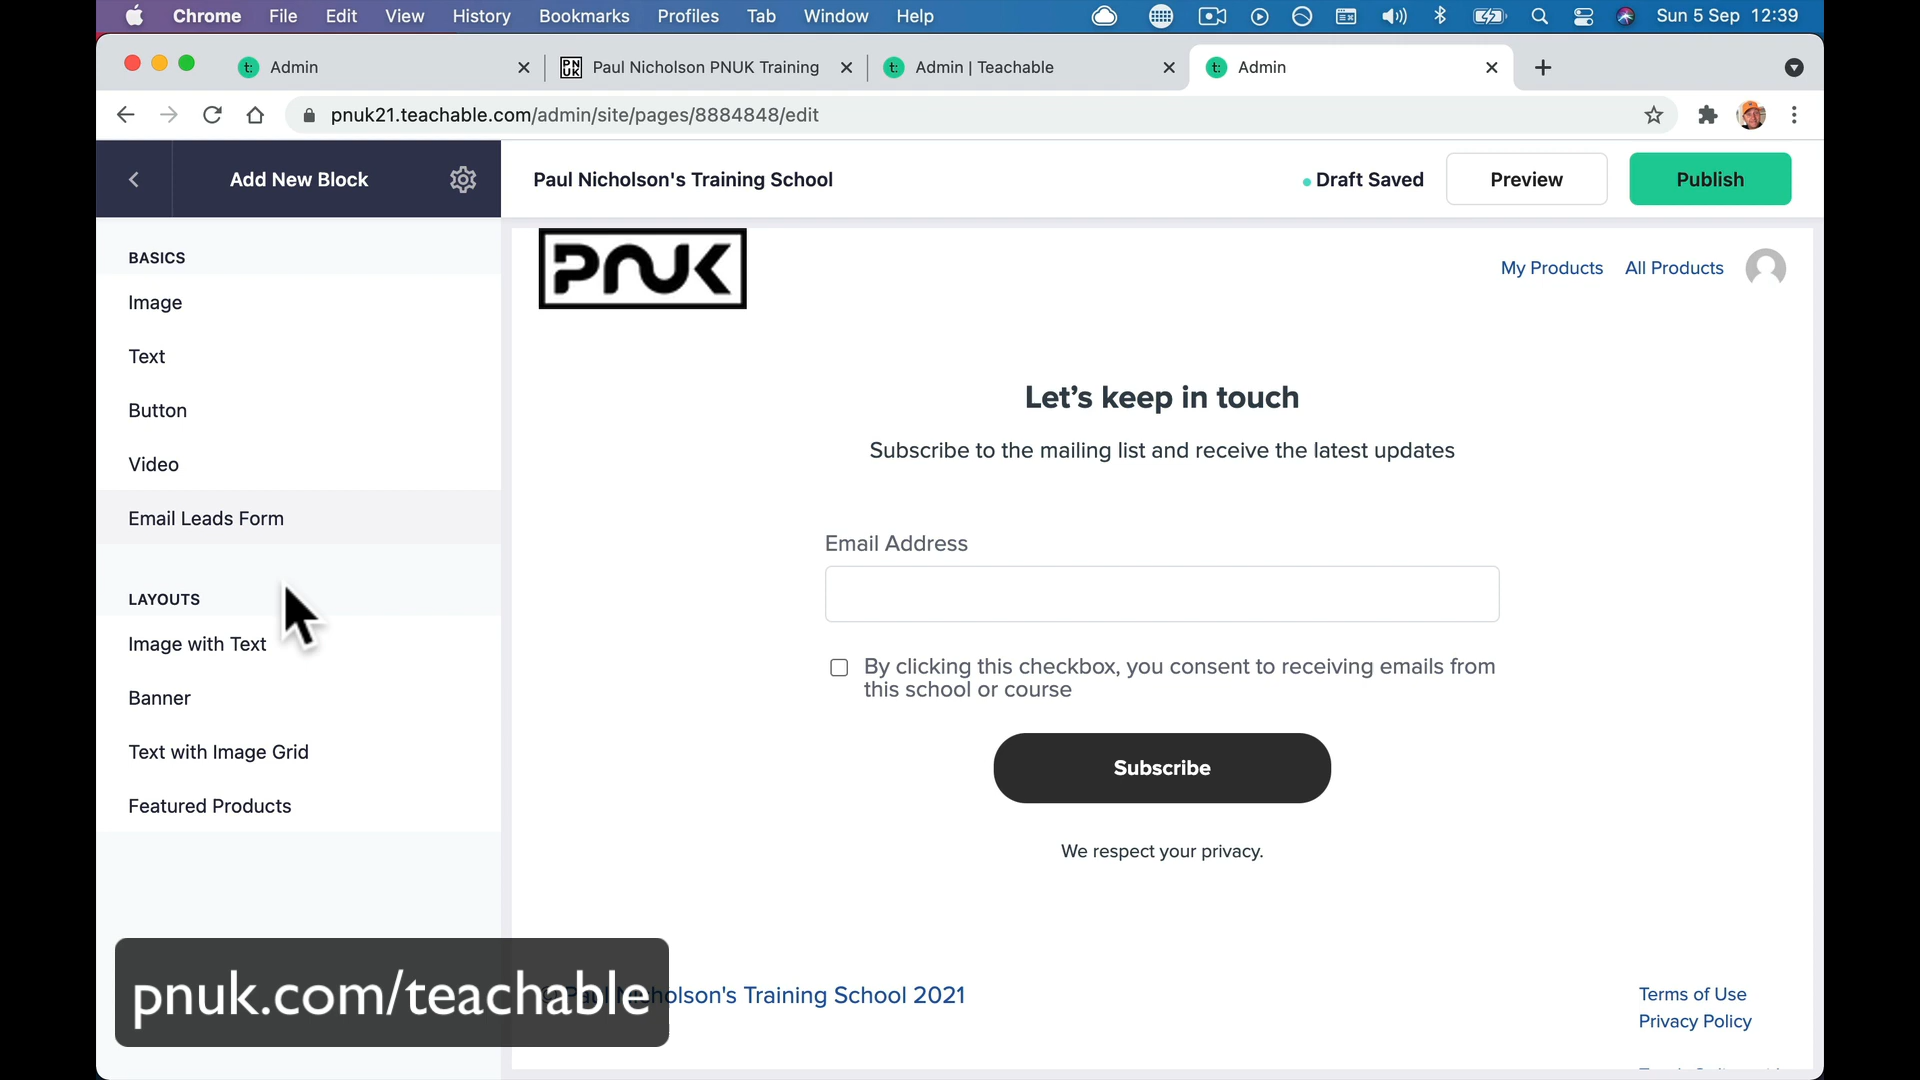 Chrome File Edit View History Bookmarks Profiles Tab Window Help Sun 5 Sep 12:39
Admin Paul Nicholson PNUK Training Admin | Teachable Admin
pnuk21.teachable.com/admin/site/pages/8884848/edit
Add New Block
Paul Nicholson's Training School
Draft Saved
Preview
Publish
BASICS
Image
Text
Button
Video
Email Leads Form
LAYOUTS
Image with Text
Banner
Text with Image Grid
Featured Products
PNUK
My Products All Products
Let’s keep in touch
Subscribe to the mailing list and receive the latest updates
Email Address
By clicking this checkbox, you consent to receiving emails from
this school or course
Subscribe
We respect your privacy.
pnuk.com/teachable
Nicholson's Training School 2021
Terms of Use
Privacy Policy